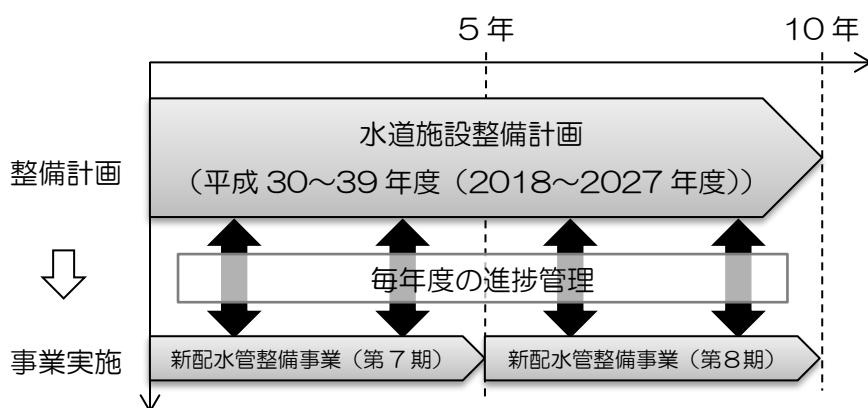 5年
10年
整備計画
水道施設整備計画
（平成30～39年度（2018～2027年度））
毎年度の進捗管理
事業実施
新配水管整備事業（第７期）
新配水管整備事業（第８期）